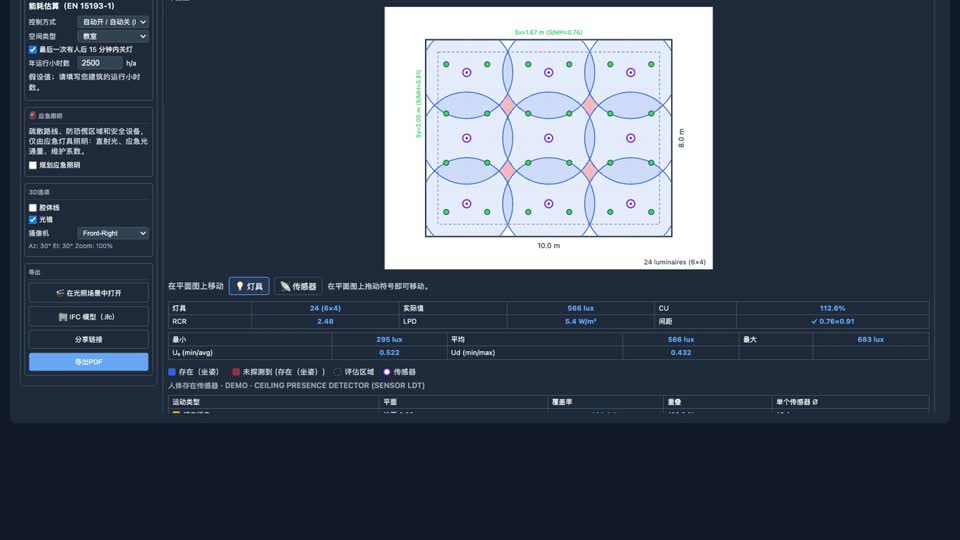 能耗估算（EN 15193-1）
控制方式 自动开 / 自动关 (I
空间类型 教室
最后一次有人后 15 分钟内关灯
年运行小时数 2500 h/a
假设值；请填写您建筑的运行小时
数。
应急照明
疏散路线、防恐慌区域和安全设备，
仅由应急灯具照明：直射光、应急光
通量、维护系数。
规划应急照明
3D选项
腔体线
光锥
摄像机 Front-Right
Az: 30° El: 30° Zoom: 100%
导出
在光照场景中打开
IFC 模型（.ifc）
分享链接
导出PDF
Sx=1.67 m (S/MH=0.76)
Sy=2.00 m (S/MH=0.91)
8.0 m
10.0 m
24 luminaires (6×4)
在平面图上移动 灯具 传感器 在平面图上拖动符号即可移动。
灯具 24 (6×4) 实际值 566 lux CU 112.6%
RCR 2.48 LPD 5.4 W/m² 间距 ✓ 0.76×0.91
最小 295 lux 平均 566 lux 最大 683 lux
U₀ (min/avg) 0.522 Ud (min/max) 0.432
存在（坐姿） 未探测到 (存在（坐姿）) 评估区域 传感器
人体存在传感器 · DEMO · CEILING PRESENCE DETECTOR (SENSOR LDT)
运动类型 平面 覆盖率 重叠 单个传感器 Ø